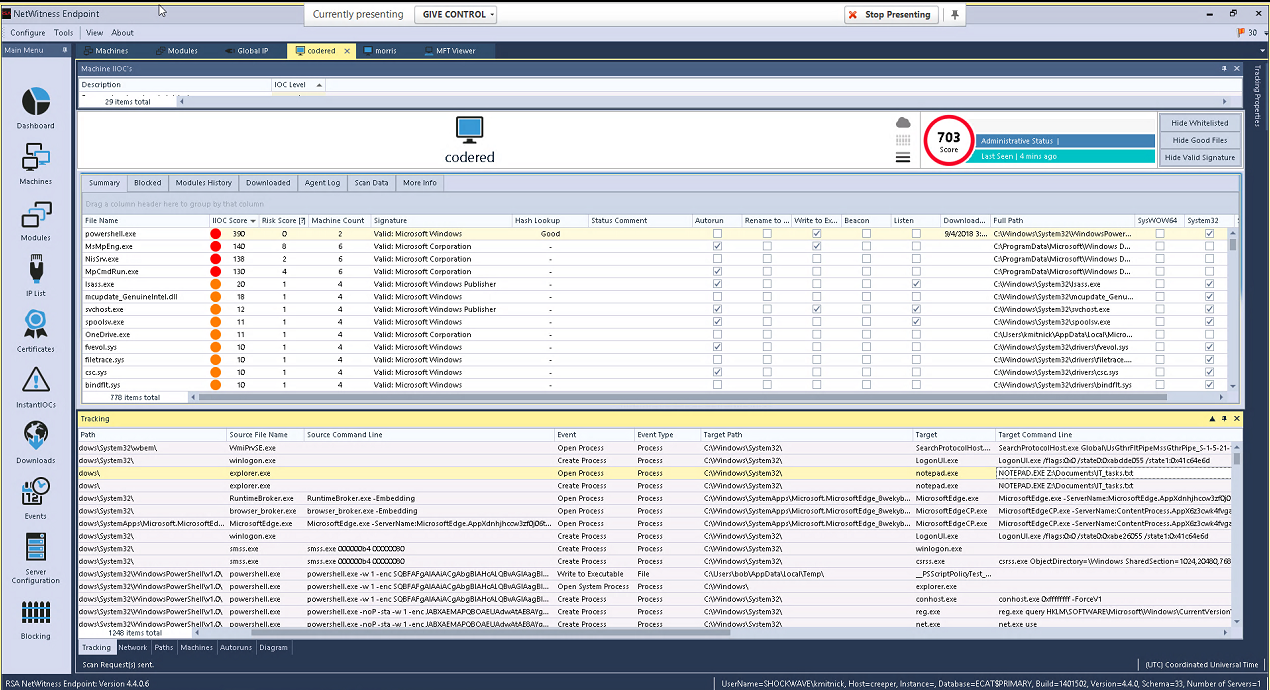 NetWitness Endpoint
Currently presenting GIVE CONTROL Stop Presenting
Configure Tools View About 30
Main Menu Machines Modules Global IP codered morris MFT Viewer
Machine IIOC's
Description IOC Level
29 items total
Tracking Properties
Dashboard
Machines
Modules
IP List
Certificates
InstantIOCs
Downloads
Events
Server
Configuration
Blocking
codered
703
Score
Administrative Status |
Last Seen | 4 mins ago
Hide Whitelisted
Hide Good Files
Hide Valid Signature
Summary Blocked Modules History Downloaded Agent Log Scan Data More Info
Drag a column header here to group by that column
File Name IIOC Score Risk Score [?] Machine Count Signature Hash Lookup Status Comment Autorun Rename to ... Write to Ex... Beacon Listen Download... Full Path SysWOW64 System32
powershell.exe 390 0 2 Valid: Microsoft Windows Good 9/4/2018 3:... C:\Windows\System32\WindowsPower...
MsMpEng.exe 140 8 6 Valid: Microsoft Corporation - C:\ProgramData\Microsoft\Windows D...
NisSrv.exe 138 2 6 Valid: Microsoft Corporation - C:\ProgramData\Microsoft\Windows D...
MpCmdRun.exe 130 4 6 Valid: Microsoft Corporation - C:\ProgramData\Microsoft\Windows D...
lsass.exe 20 1 4 Valid: Microsoft Windows Publisher - C:\Windows\System32\lsass.exe
mcupdate_GenuineIntel.dll 18 1 4 Valid: Microsoft Windows - C:\Windows\System32\mcupdate_Genu...
svchost.exe 12 1 4 Valid: Microsoft Windows Publisher - C:\Windows\System32\svchost.exe
spoolsv.exe 11 1 4 Valid: Microsoft Windows - C:\Windows\System32\spoolsv.exe
OneDrive.exe 11 1 4 Valid: Microsoft Corporation - C:\Users\kmitnick\AppData\Local\Micro...
fvevol.sys 10 1 4 Valid: Microsoft Windows - C:\Windows\System32\drivers\fvevol.sys
filetrace.sys 10 1 4 Valid: Microsoft Windows - C:\Windows\System32\drivers\filetrace....
csc.sys 10 1 4 Valid: Microsoft Windows - C:\Windows\System32\drivers\csc.sys
bindflt.sys 10 1 4 Valid: Microsoft Windows - C:\Windows\System32\drivers\bindflt.sys
778 items total
Tracking
Path Source File Name Source Command Line Event Event Type Target Path Target Target Command Line
dows\System32\wbem\ WmiPrvSE.exe Open Process Process C:\Windows\System32\ SearchProtocolHost.... SearchProtocolHost.exe Global\UsGthrFltPipeMssGthrPipe_S-1-5-21-
dows\System32\ winlogon.exe Create Process Process C:\Windows\System32\ LogonUI.exe LogonUI.exe /flags:0x0 /state0:0xabdde055 /state1:0x41c64e6d
dows\ explorer.exe Open Process Process C:\Windows\System32\ notepad.exe NOTEPAD.EXE Z:\Documents\IT_tasks.txt
dows\ explorer.exe Create Process Process C:\Windows\System32\ notepad.exe NOTEPAD.EXE Z:\Documents\IT_tasks.txt
dows\System32\ RuntimeBroker.exe RuntimeBroker.exe -Embedding Open Process Process C:\Windows\SystemApps\Microsoft.MicrosoftEdge_8wekyb... MicrosoftEdge.exe MicrosoftEdge.exe -ServerName:MicrosoftEdge.AppXdnhjhccw3zf0j0
dows\System32\ browser_broker.exe browser_broker.exe -Embedding Open Process Process C:\Windows\SystemApps\Microsoft.MicrosoftEdge_8wekyb... MicrosoftEdgeCP.exe MicrosoftEdgeCP.exe -ServerName:ContentProcess.AppX6z3cwk4fvga
dows\SystemApps\Microsoft.MicrosoftEd... MicrosoftEdge.exe MicrosoftEdge.exe -ServerName:MicrosoftEdge.AppXdnhjhccw3zf0j06t... Open Process Process C:\Windows\SystemApps\Microsoft.MicrosoftEdge_8wekyb... MicrosoftEdgeCP.exe MicrosoftEdgeCP.exe -ServerName:ContentProcess.AppX6z3cwk4fvga
dows\System32\ winlogon.exe Create Process Process C:\Windows\System32\ LogonUI.exe LogonUI.exe /flags:0x0 /state0:0xabe26055 /state1:0x41c64e6d
dows\System32\ smss.exe smss.exe 000000b4 00000080 Create Process Process C:\Windows\System32\ winlogon.exe
dows\System32\ smss.exe smss.exe 000000b4 00000080 Create Process Process C:\Windows\System32\ csrss.exe csrss.exe ObjectDirectory=\Windows SharedSection=1024,20480,768
dows\System32\WindowsPowerShell\v1.0\ powershell.exe powershell.exe -w 1 -enc Write to Executable File C:\Users\bob\AppData\Local\Temp\ __PSScriptPolicyTest_...
dows\System32\WindowsPowerShell\v1.0\ powershell.exe powershell.exe -w 1 -enc Open System Process Process C:\Windows\ explorer.exe
dows\System32\WindowsPowerShell\v1.0\ powershell.exe powershell.exe -w 1 -enc Create Process Process C:\Windows\System32\ conhost.exe conhost.exe 0xffffffff -ForceV1
dows\System32\WindowsPowerShell\v1.0\ powershell.exe powershell.exe -noP -sta -w 1 -enc Create Process Process C:\Windows\System32\ reg.exe reg.exe query HKLM\SOFTWARE\Microsoft\Windows\CurrentVersion
dows\System32\WindowsPowerShell\v1.0\ powershell.exe powershell.exe -noP -sta -w 1 -enc Create Process Process C:\Windows\System32\ net.exe net.exe use
1248 items total
Tracking Network Paths Machines Autoruns Diagram
Scan Request(s) sent. (UTC) Coordinated Universal Time
RSA NetWitness Endpoint: Version 4.4.0.6 UserName=SHOCKWAVE\kmitnick, Host=creeper, Instance=, Database=ECAT$PRIMARY, Build=1401502, Version=4.4.0, Schema=33, Number of Servers=1